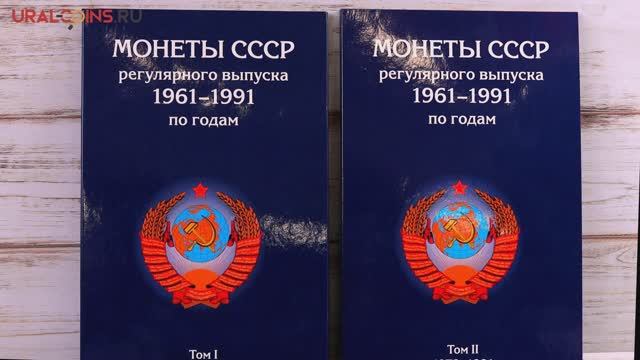 URALCOINS.RU
МОНЕТЫ СССР
регулярного выпуска
1961–1991
по годам
Том I
МОНЕТЫ СССР
регулярного выпуска
1961–1991
по годам
Том II